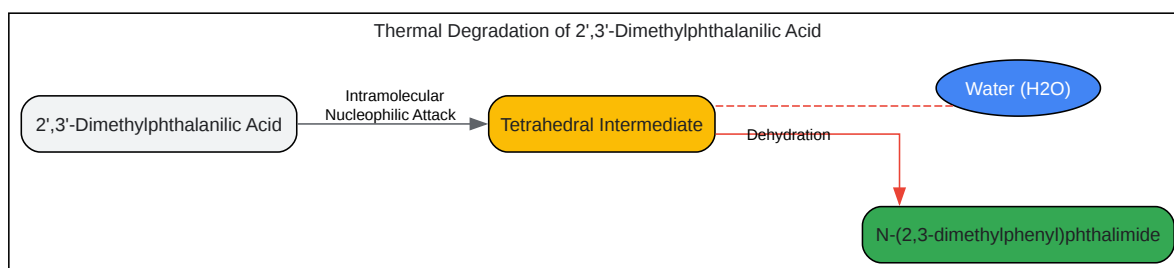 Thermal Degradation of 2',3'-Dimethylphthalanilic Acid
Water (H2O)
Intramolecular
Nucleophilic Attack
2',3'-Dimethylphthalanilic Acid
Tetrahedral Intermediate
Dehydration
N-(2,3-dimethylphenyl)phthalimide